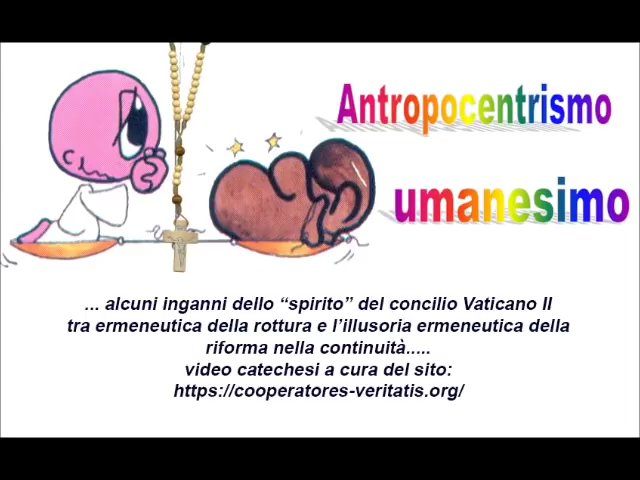 Antropocentrismo
umanesimo
... alcuni inganni dello “spirito” del concilio Vaticano II
tra ermeneutica della rottura e l’illusoria ermeneutica della
riforma nella continuità.....
video catechesi a cura del sito:
https://cooperatores-veritatis.org/